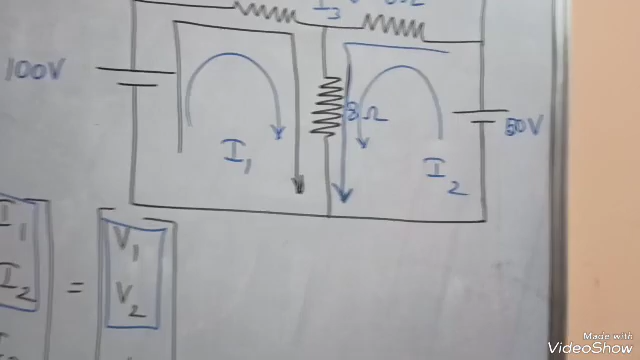 I3
100V
8Ω
50V
I1
I2
I1
V1
I2 = V2
Made with
VideoShow